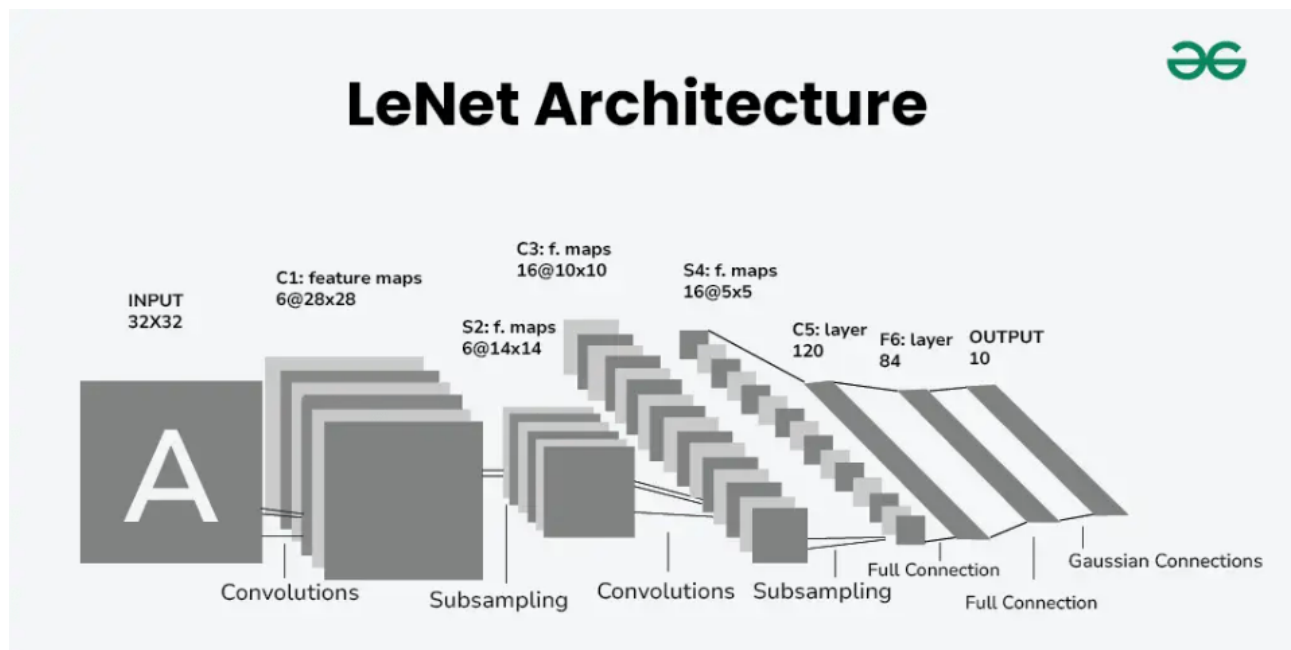 LeNet Architecture
INPUT
32X32
C1: feature maps
6@28x28
S2: f. maps
6@14x14
C3: f. maps
16@10x10
S4: f. maps
16@5x5
C5: layer
120
F6: layer
84
OUTPUT
10
A
Convolutions
Subsampling
Convolutions
Subsampling
Full Connection
Full Connection
Gaussian Connections